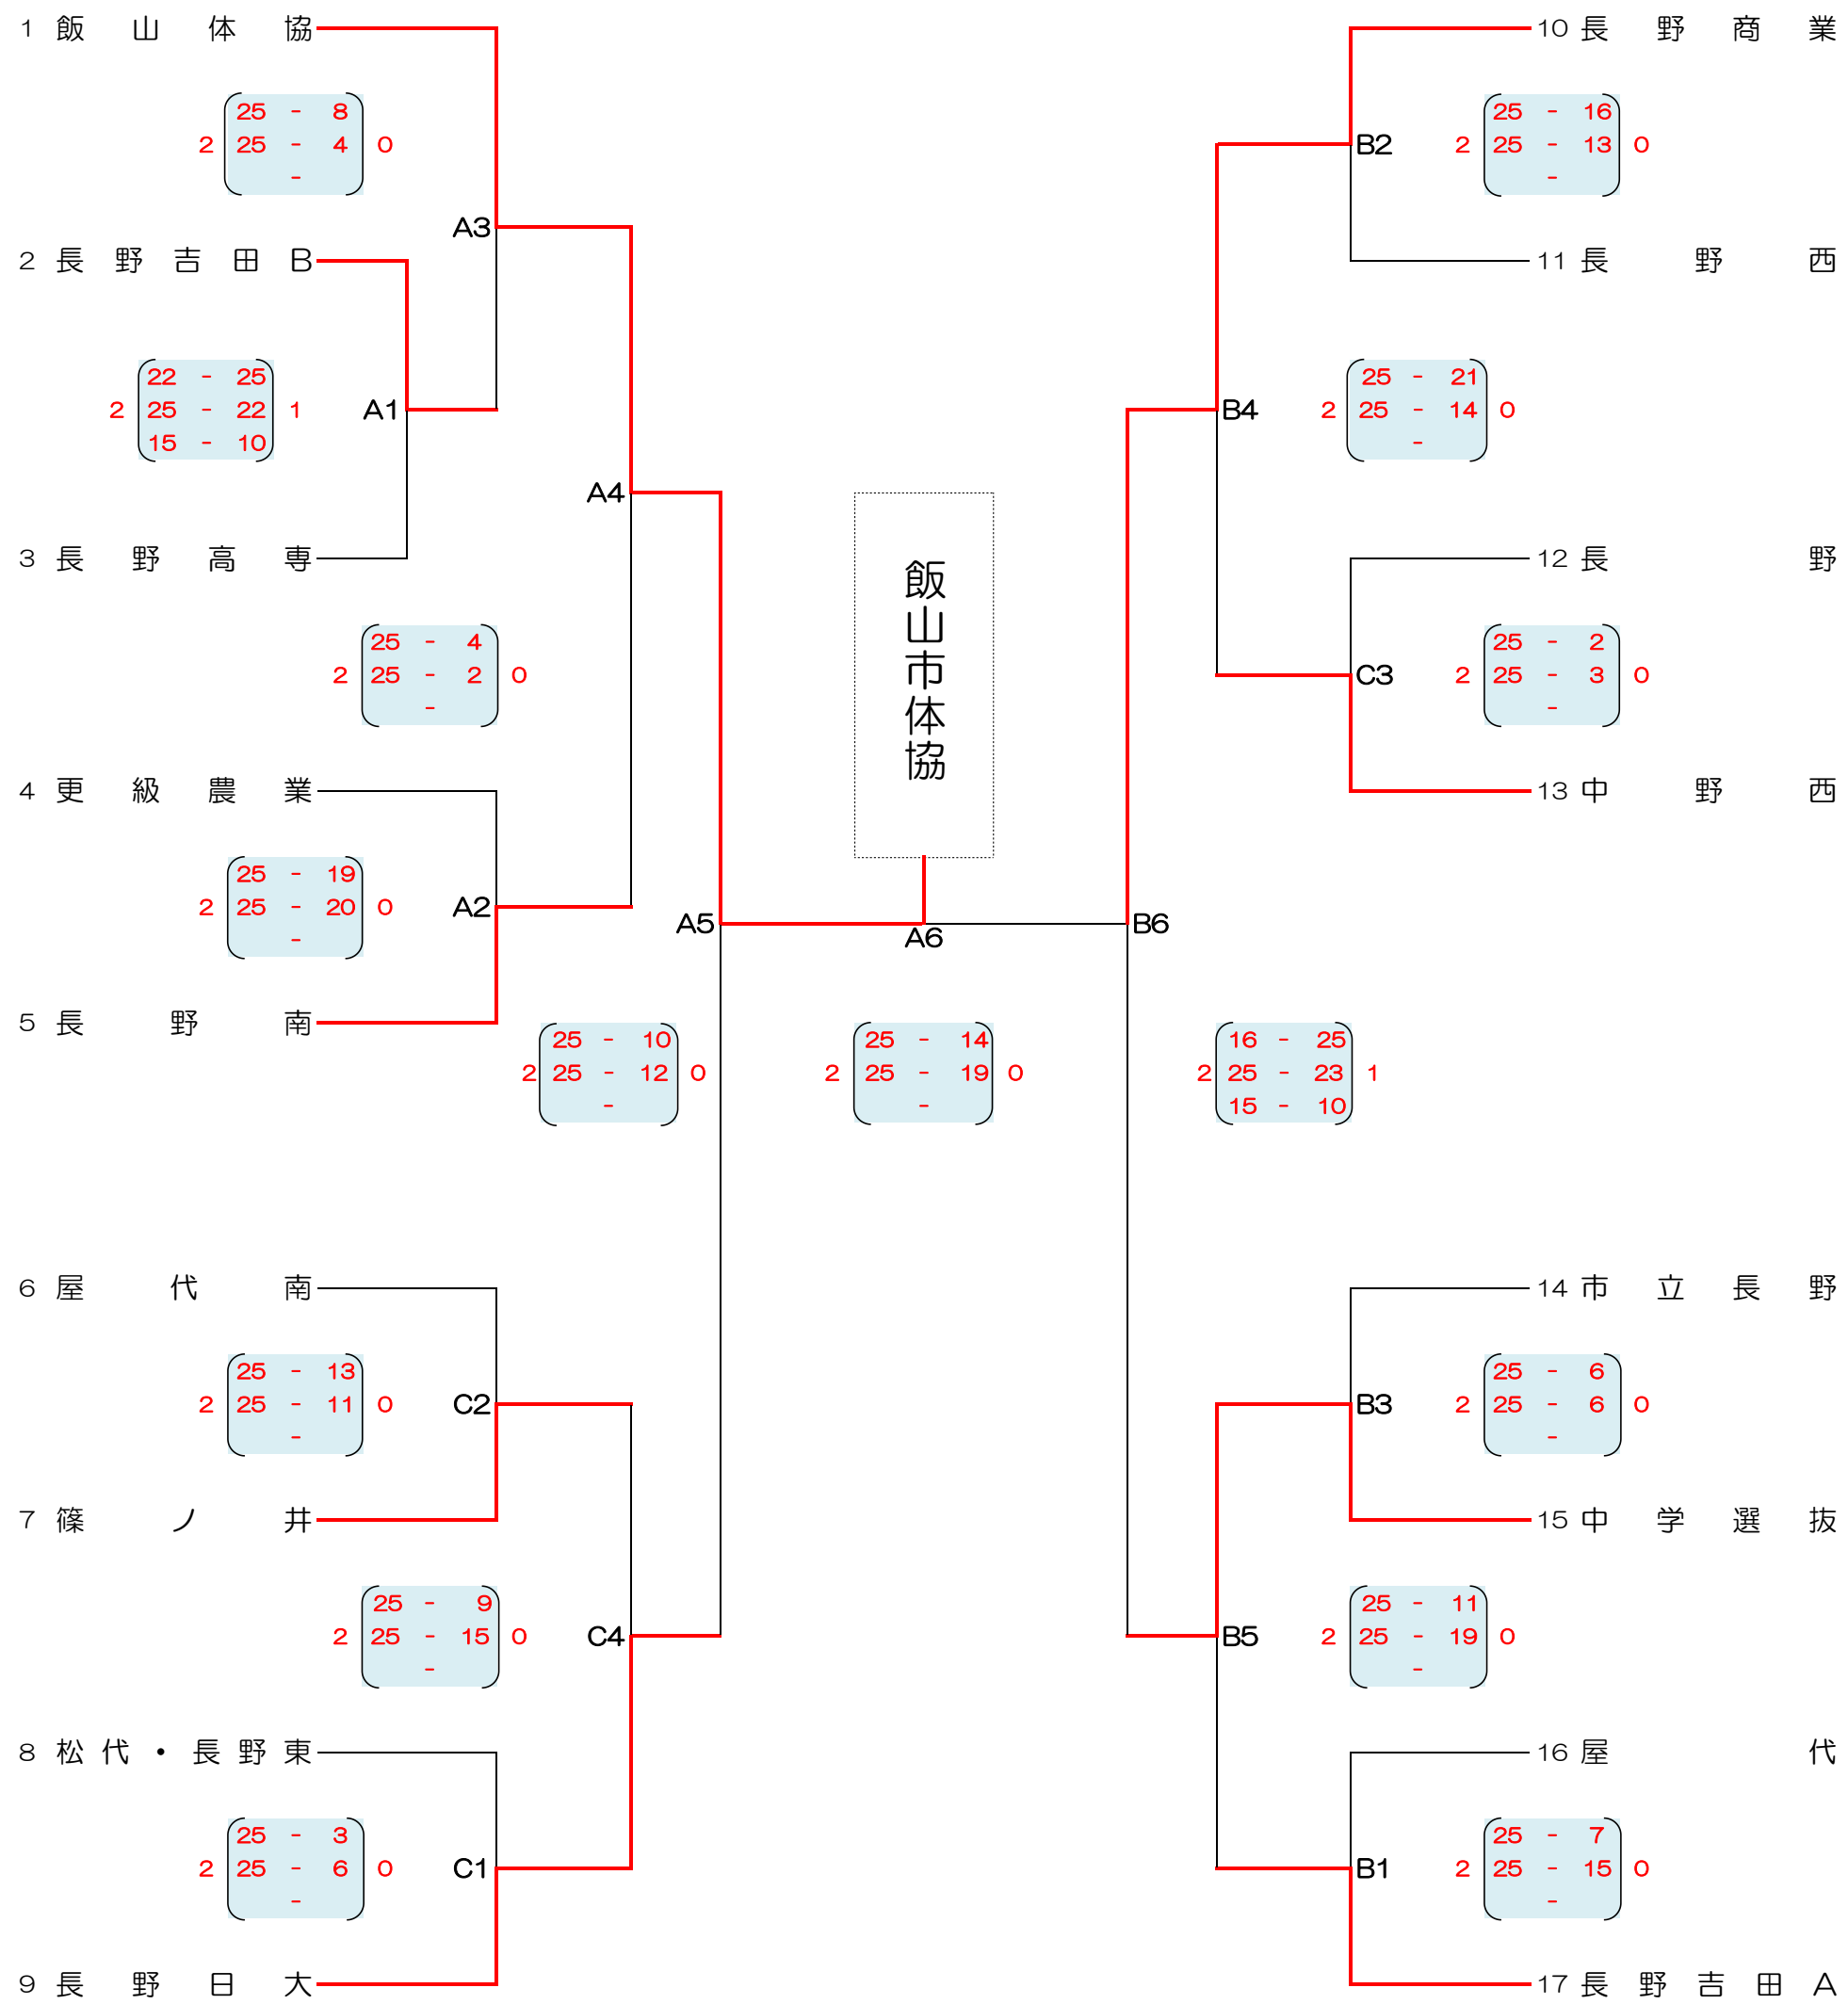 1 飯山体協
25 - 8
2 25 - 4 0
-
A3
2 長野吉田B
22 - 25
2 25 - 22 1
15 - 10
A1
A4
3 長野高専
25 - 4
2 25 - 2 0
-
4 更級農業
25 - 19
2 25 - 20 0
-
A2
5 長野南
A5
25 - 10
2 25 - 12 0
-
6 屋代南
25 - 13
2 25 - 11 0
-
C2
7 篠ノ井
25 - 9
2 25 - 15 0
-
C4
8 松代・長野東
25 - 3
2 25 - 6 0
-
C1
9 長野日大
飯山市体協
A6
25 - 14
2 25 - 19 0
-
10 長野商業
B2
25 - 16
2 25 - 13 0
-
11 長野西
B4
25 - 21
2 25 - 14 0
-
12 長野
C3
25 - 2
2 25 - 3 0
-
13 中野西
B6
16 - 25
2 25 - 23 1
15 - 10
14 市立長野
B3
25 - 6
2 25 - 6 0
-
15 中学選抜
B5
25 - 11
2 25 - 19 0
-
16 屋代
B1
25 - 7
2 25 - 15 0
-
17 長野吉田A